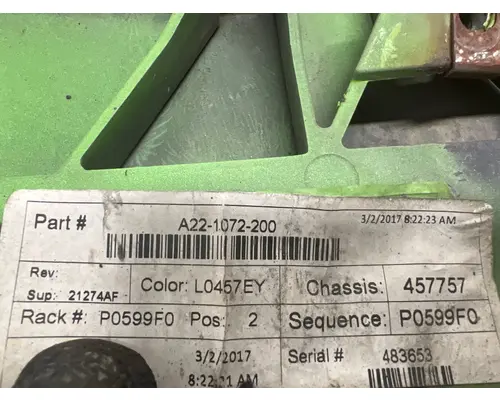 Part # A22-1072-200 3/2/2017 8:22:23 AM
Rev:
Sup: 21274AF Color: L0457EY Chassis: 457757
Rack #: P0599F0 Pos: 2 Sequence: P0599F0
3/2/2017 Serial # 483653
8:22:21 AM